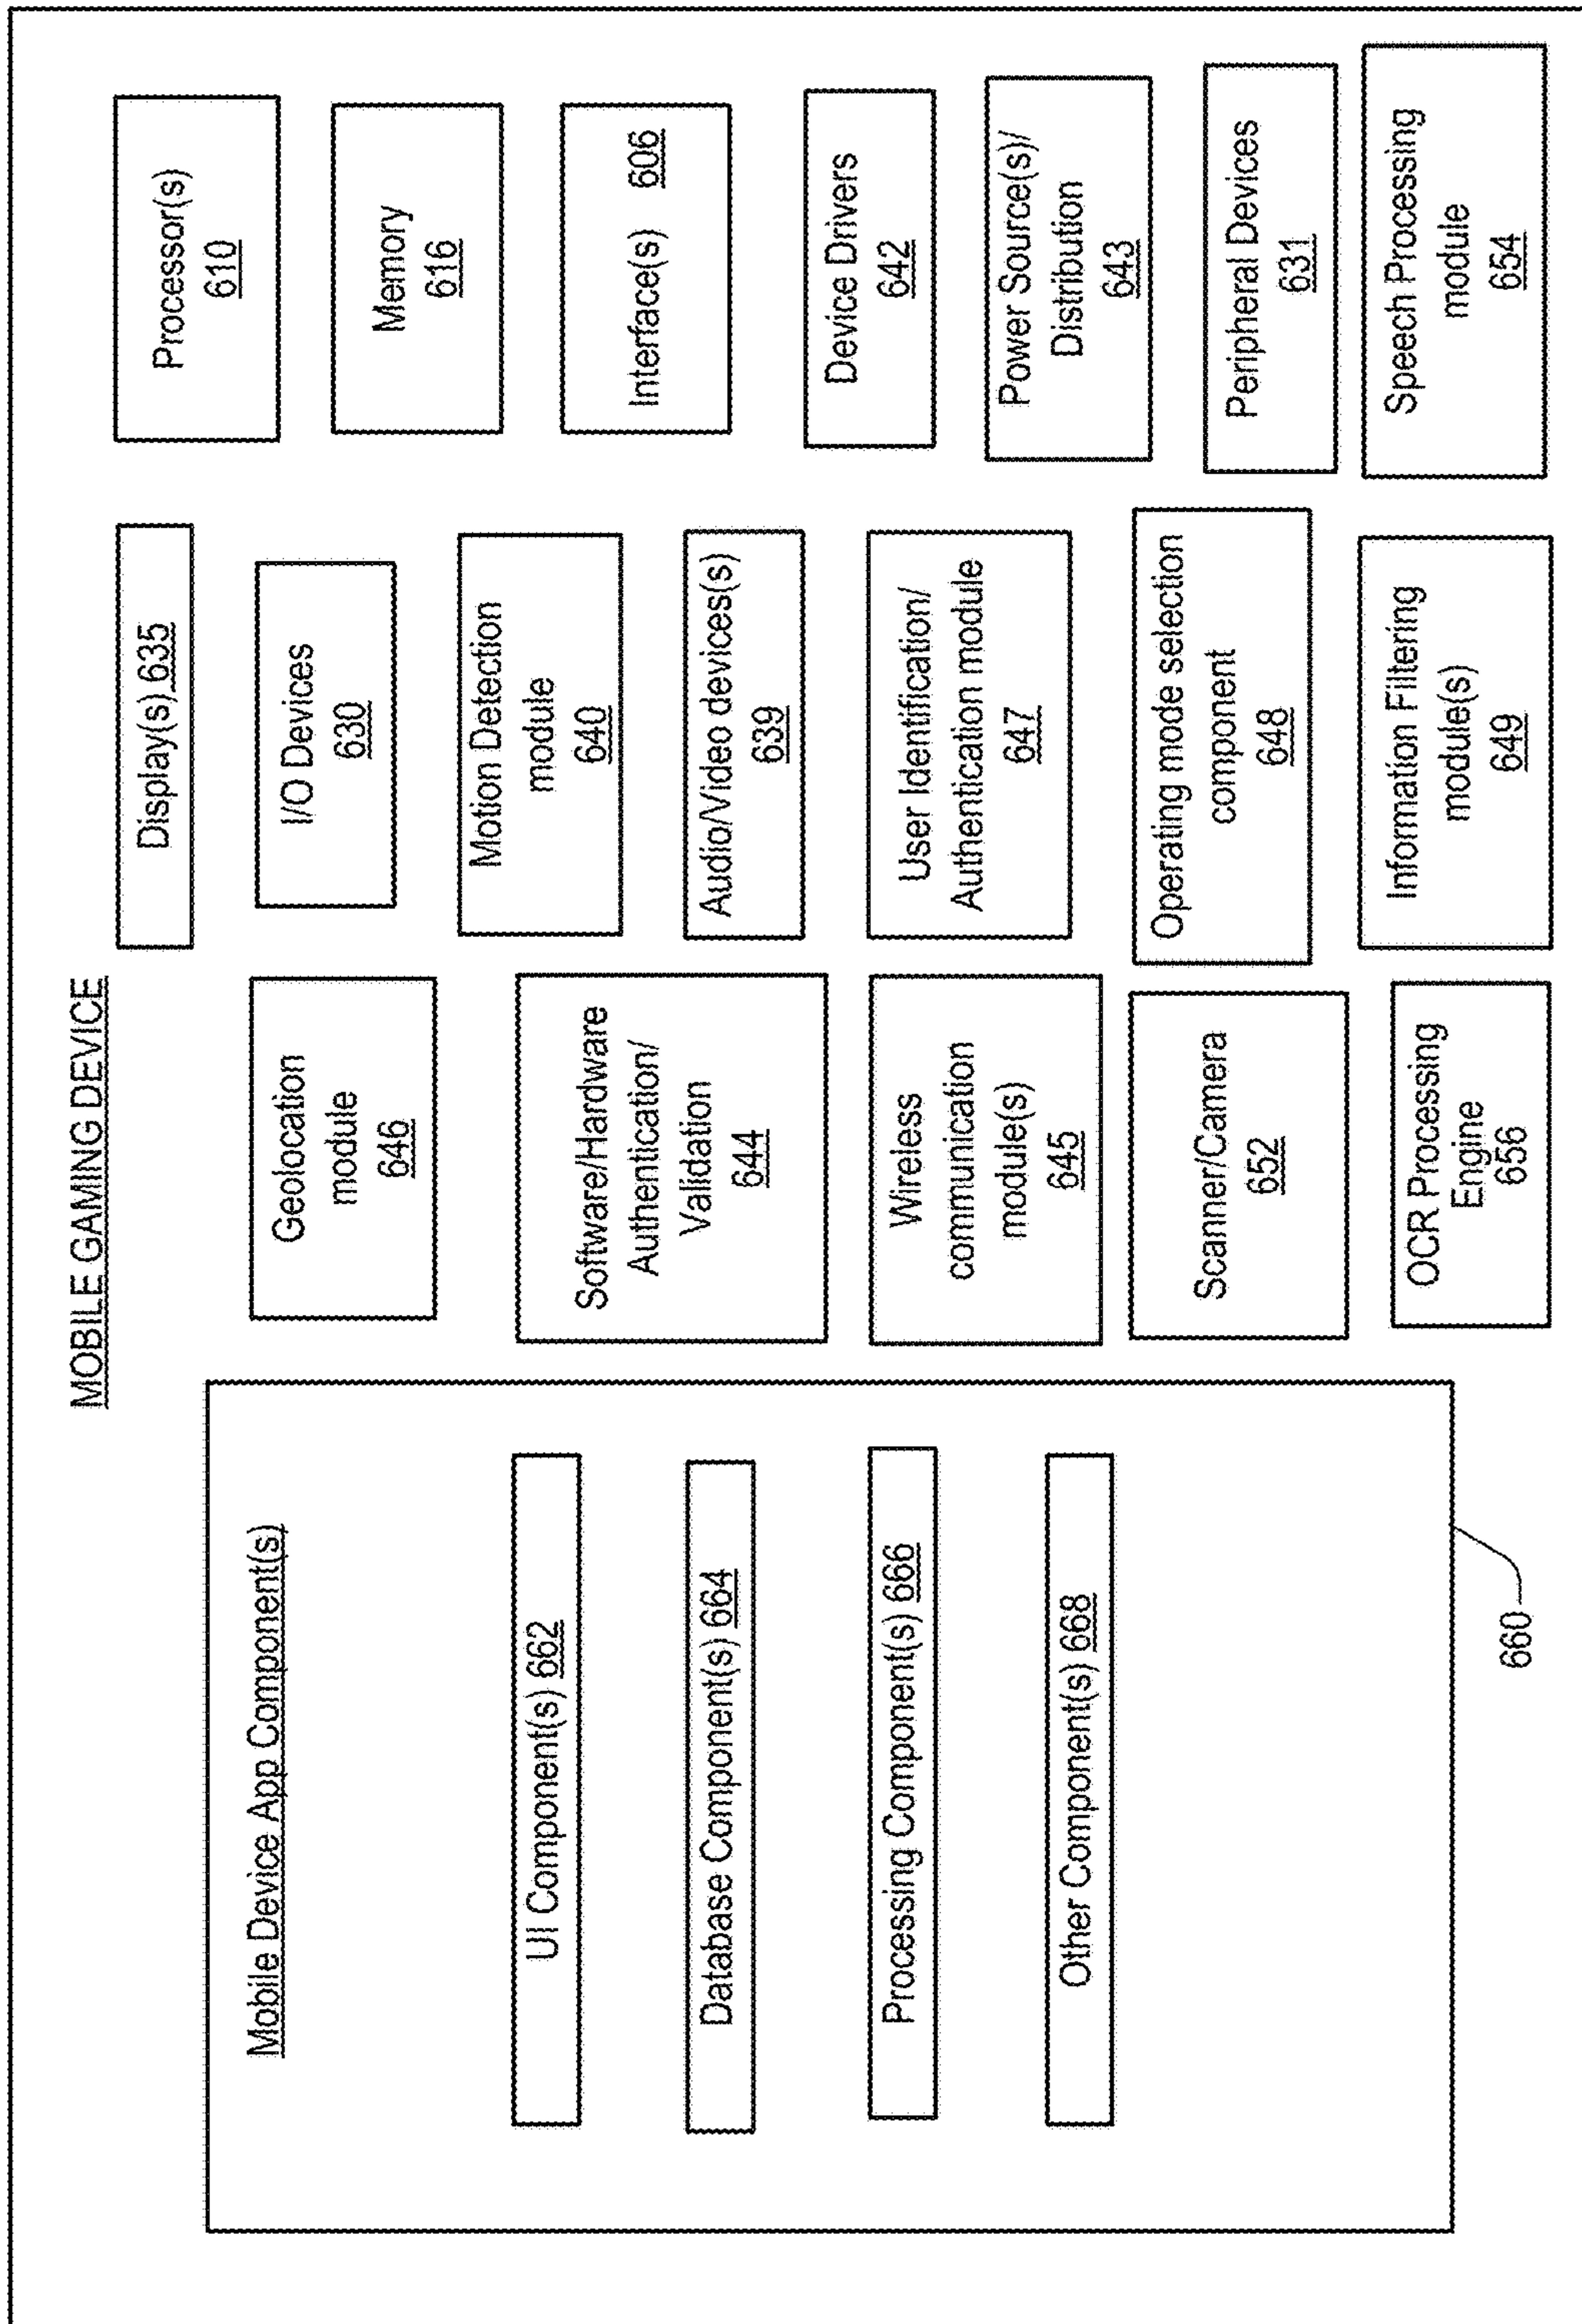 MOBILE GAMING DEVICE
Mobile Device App Component(s)
UI Component(s) 662
Database Component(s) 664
Processing Component(s) 666
Other Component(s) 668
660
Geolocation
module
646
Software/Hardware
Authentication/
Validation
644
Wireless
communication
module(s)
645
Scanner/Camera
652
OCR Processing
Engine
656
Display(s) 635
I/O Devices
630
Motion Detection
module
640
Audio/Video devices(s)
639
User Identification/
Authentication module
647
Operating mode selection
component
648
Information Filtering
module(s)
649
Processor(s)
610
Memory
616
Interface(s) 606
Device Drivers
642
Power Source(s)/
Distribution
643
Peripheral Devices
631
Speech Processing
module
654